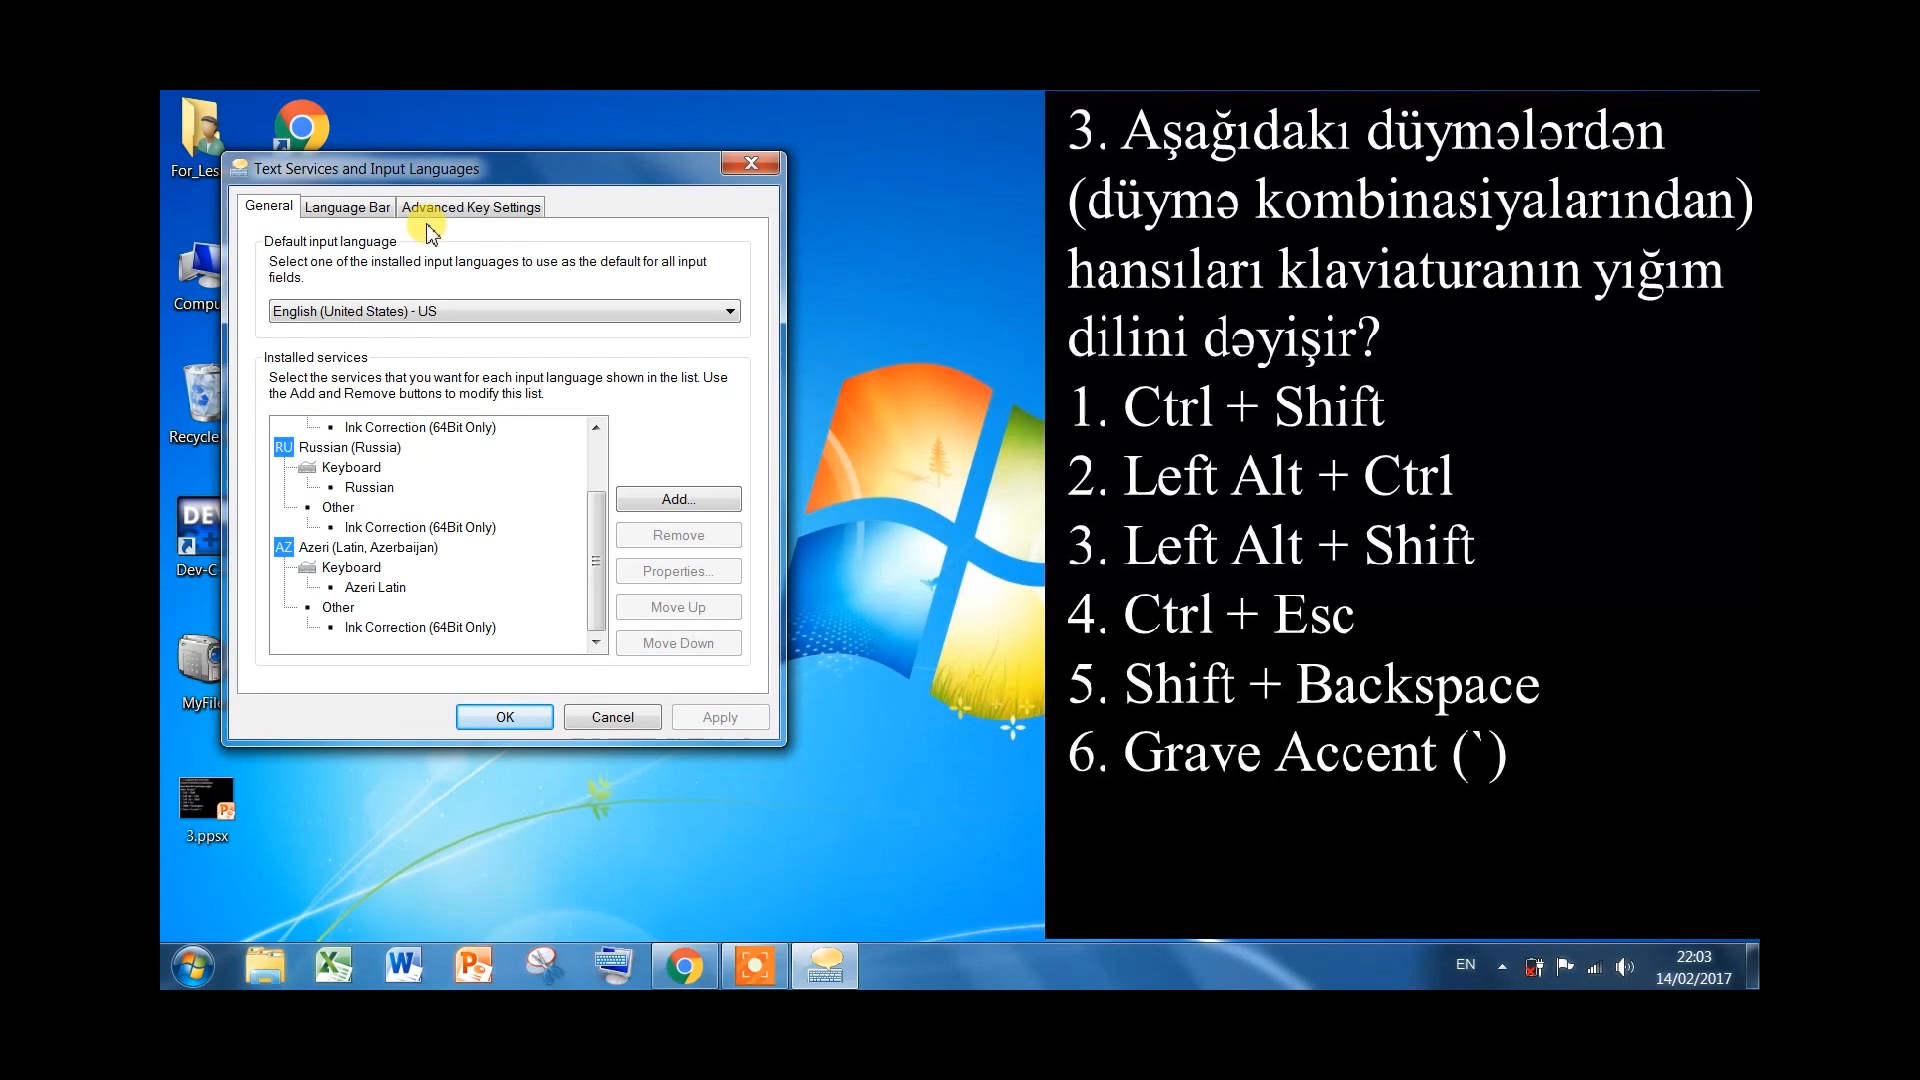 For_Les
Text Services and Input Languages
General
Language Bar
Advanced Key Settings
Default input language
Select one of the installed input languages to use as the default for all input
fields.
English (United States) - US
Installed services
Select the services that you want for each input language shown in the list. Use
the Add and Remove buttons to modify this list.
Ink Correction (64Bit Only)
RU Russian (Russia)
Keyboard
Russian
Other
Ink Correction (64Bit Only)
AZ Azeri (Latin, Azerbaijan)
Keyboard
Azeri Latin
Other
Ink Correction (64Bit Only)
Add...
Remove
Properties...
Move Up
Move Down
OK
Cancel
Apply
Compu
Recycle
DE
Dev-C
MyFile
3.ppsx
3. Aşağıdakı düymələrdən
(düymə kombinasiyalarından)
hansıları klaviaturanın yığım
dilini dəyişir?
1. Ctrl + Shift
2. Left Alt + Ctrl
3. Left Alt + Shift
4. Ctrl + Esc
5. Shift + Backspace
6. Grave Accent (`)
EN
22:03
14/02/2017